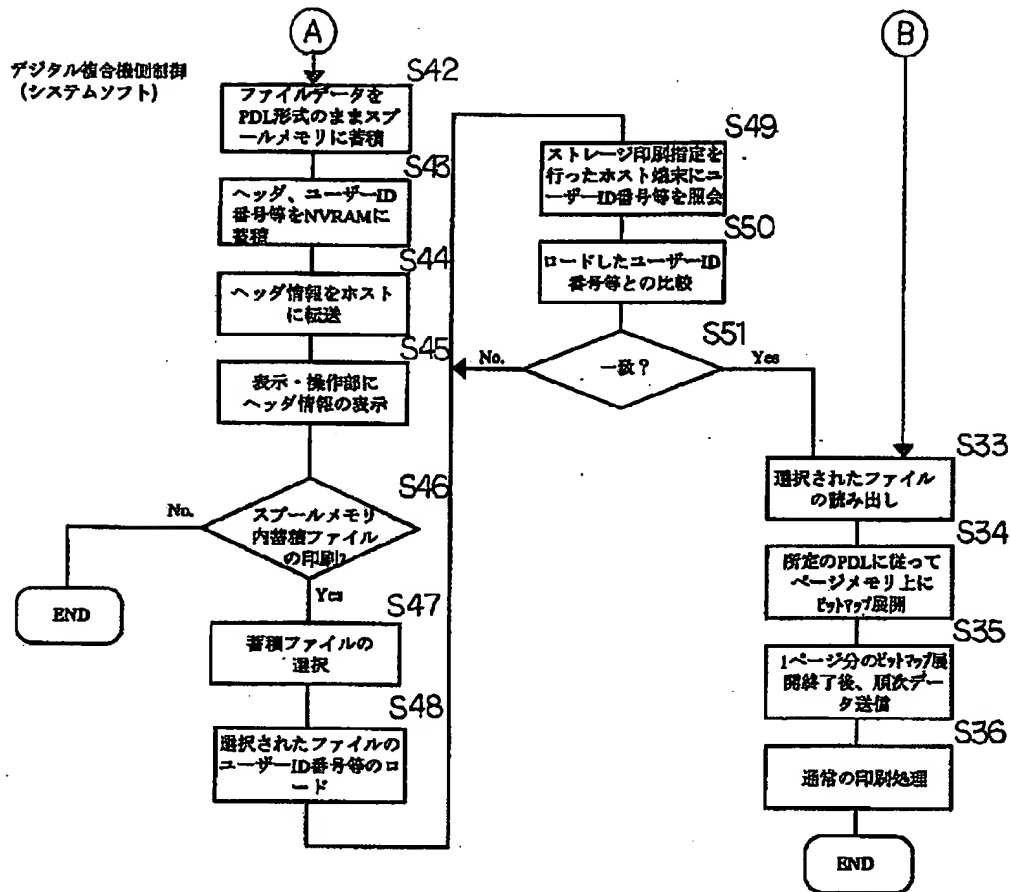 A
デジタル複合機側制御
(システムソフト)
S42
ファイルデータを
PDL形式のままスプ
ールメモリに蓄積
S43
ヘッダ、ユーザーID
番号等をNVRAMに
蓄積
S44
ヘッダ情報をホスト
に転送
S45
表示・操作部に
ヘッダ情報の表示
S46
スプールメモリ
内蓄積ファイル
の印刷?
No.
END
Yes
S47
蓄積ファイルの
選択
S48
選択されたファイルの
ユーザーID番号等のロ
ード
S49
ストレージ印刷指定を
行ったホスト端末にユ
ーザーID番号等を照会
S50
ロードしたユーザーID
番号等との比較
S51
一致?
No.
Yes
B
S33
選択されたファイル
の読み出し
S34
所定のPDLに従って
ページメモリ上に
ビットマップ展開
S35
1ページ分のビットマップ展
開終了後、順次デー
タ送信
S36
通常の印刷処理
END